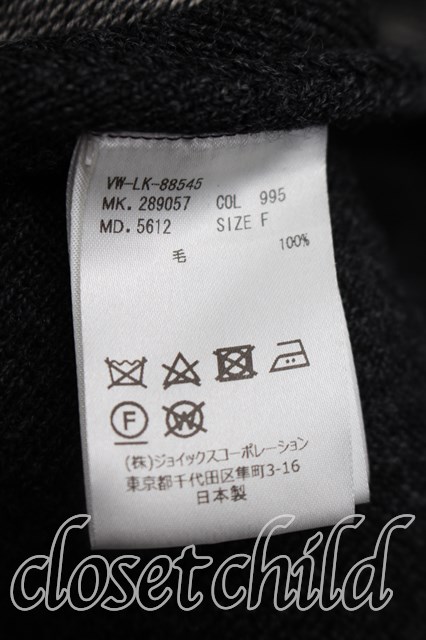 VW-LK-88545
MK. 289057 COL 995
MD. 5612 SIZE F
毛 100%
F W
(株)ジョイックスコーポレーション
東京都千代田区隼町3-16
日本製
closet child